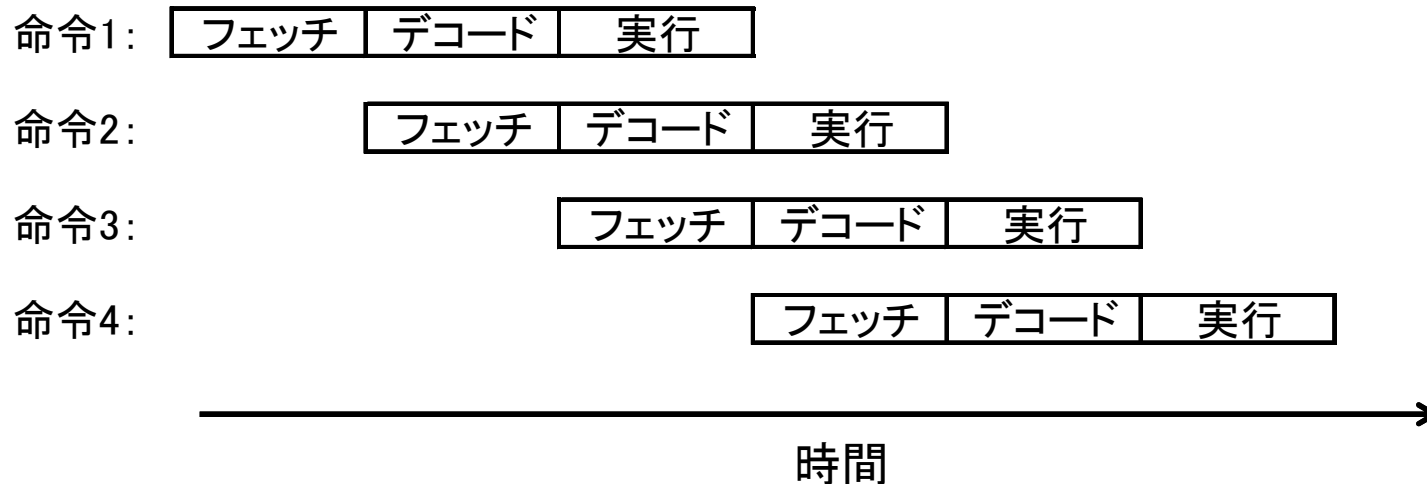 命令1: フェッチ デコード 実行
命令2: フェッチ デコード 実行
命令3: フェッチ デコード 実行
命令4: フェッチ デコード 実行
時間